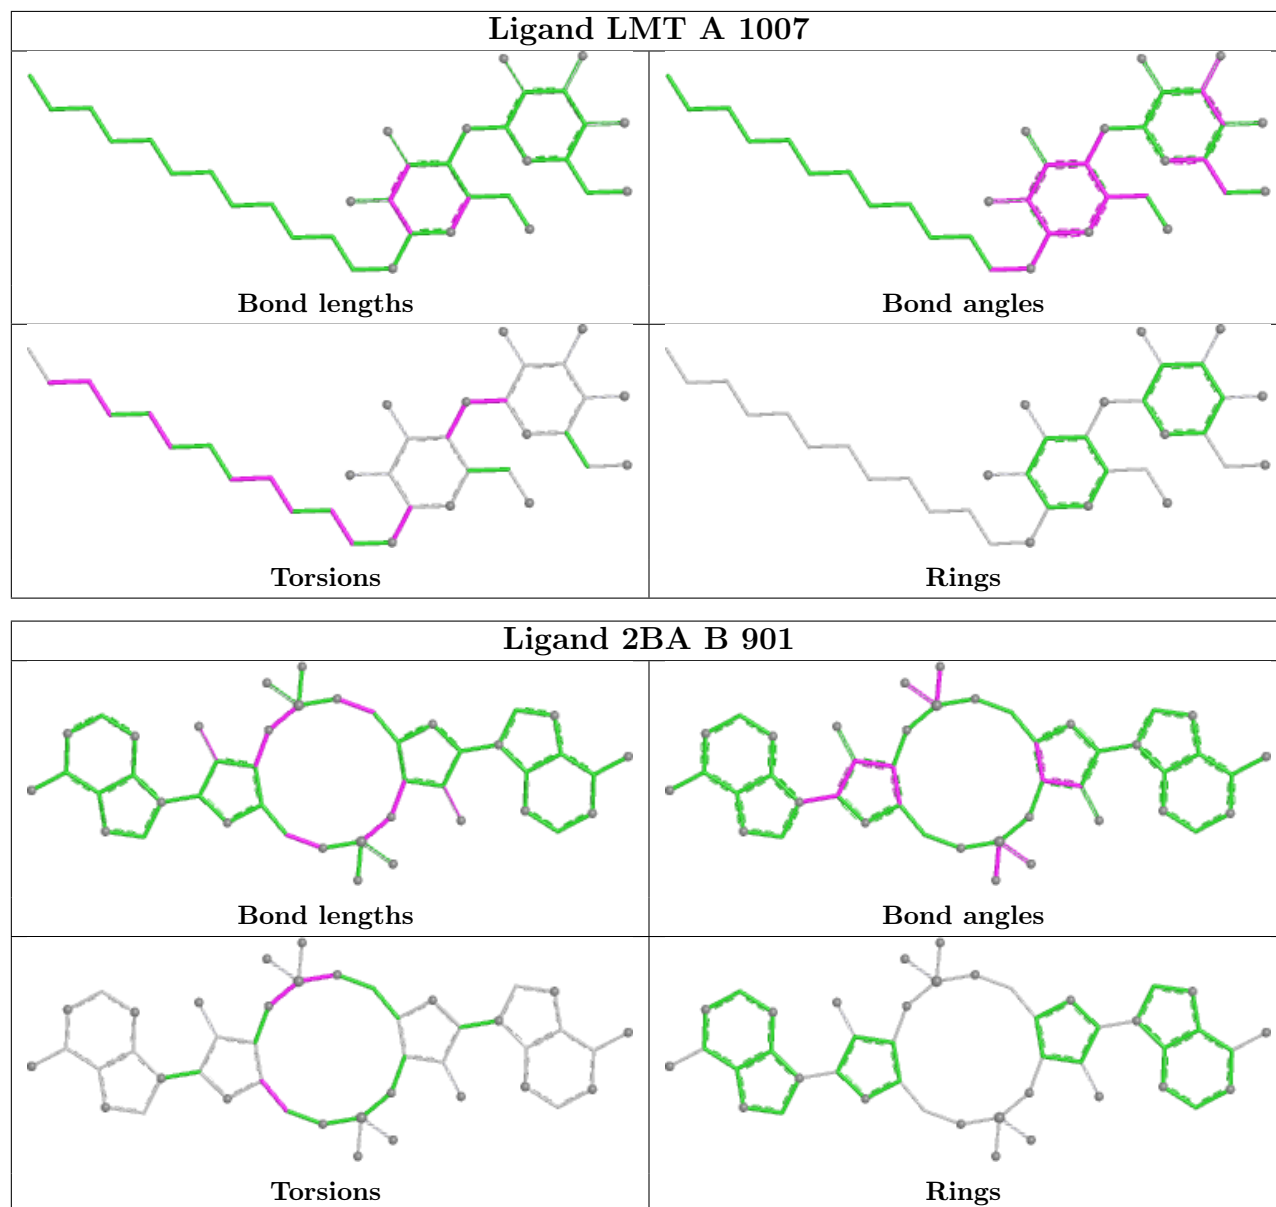 Ligand LMT A 1007
Bond lengths
Bond angles
Torsions
Rings
Ligand 2BA B 901
Bond lengths
Bond angles
Torsions
Rings